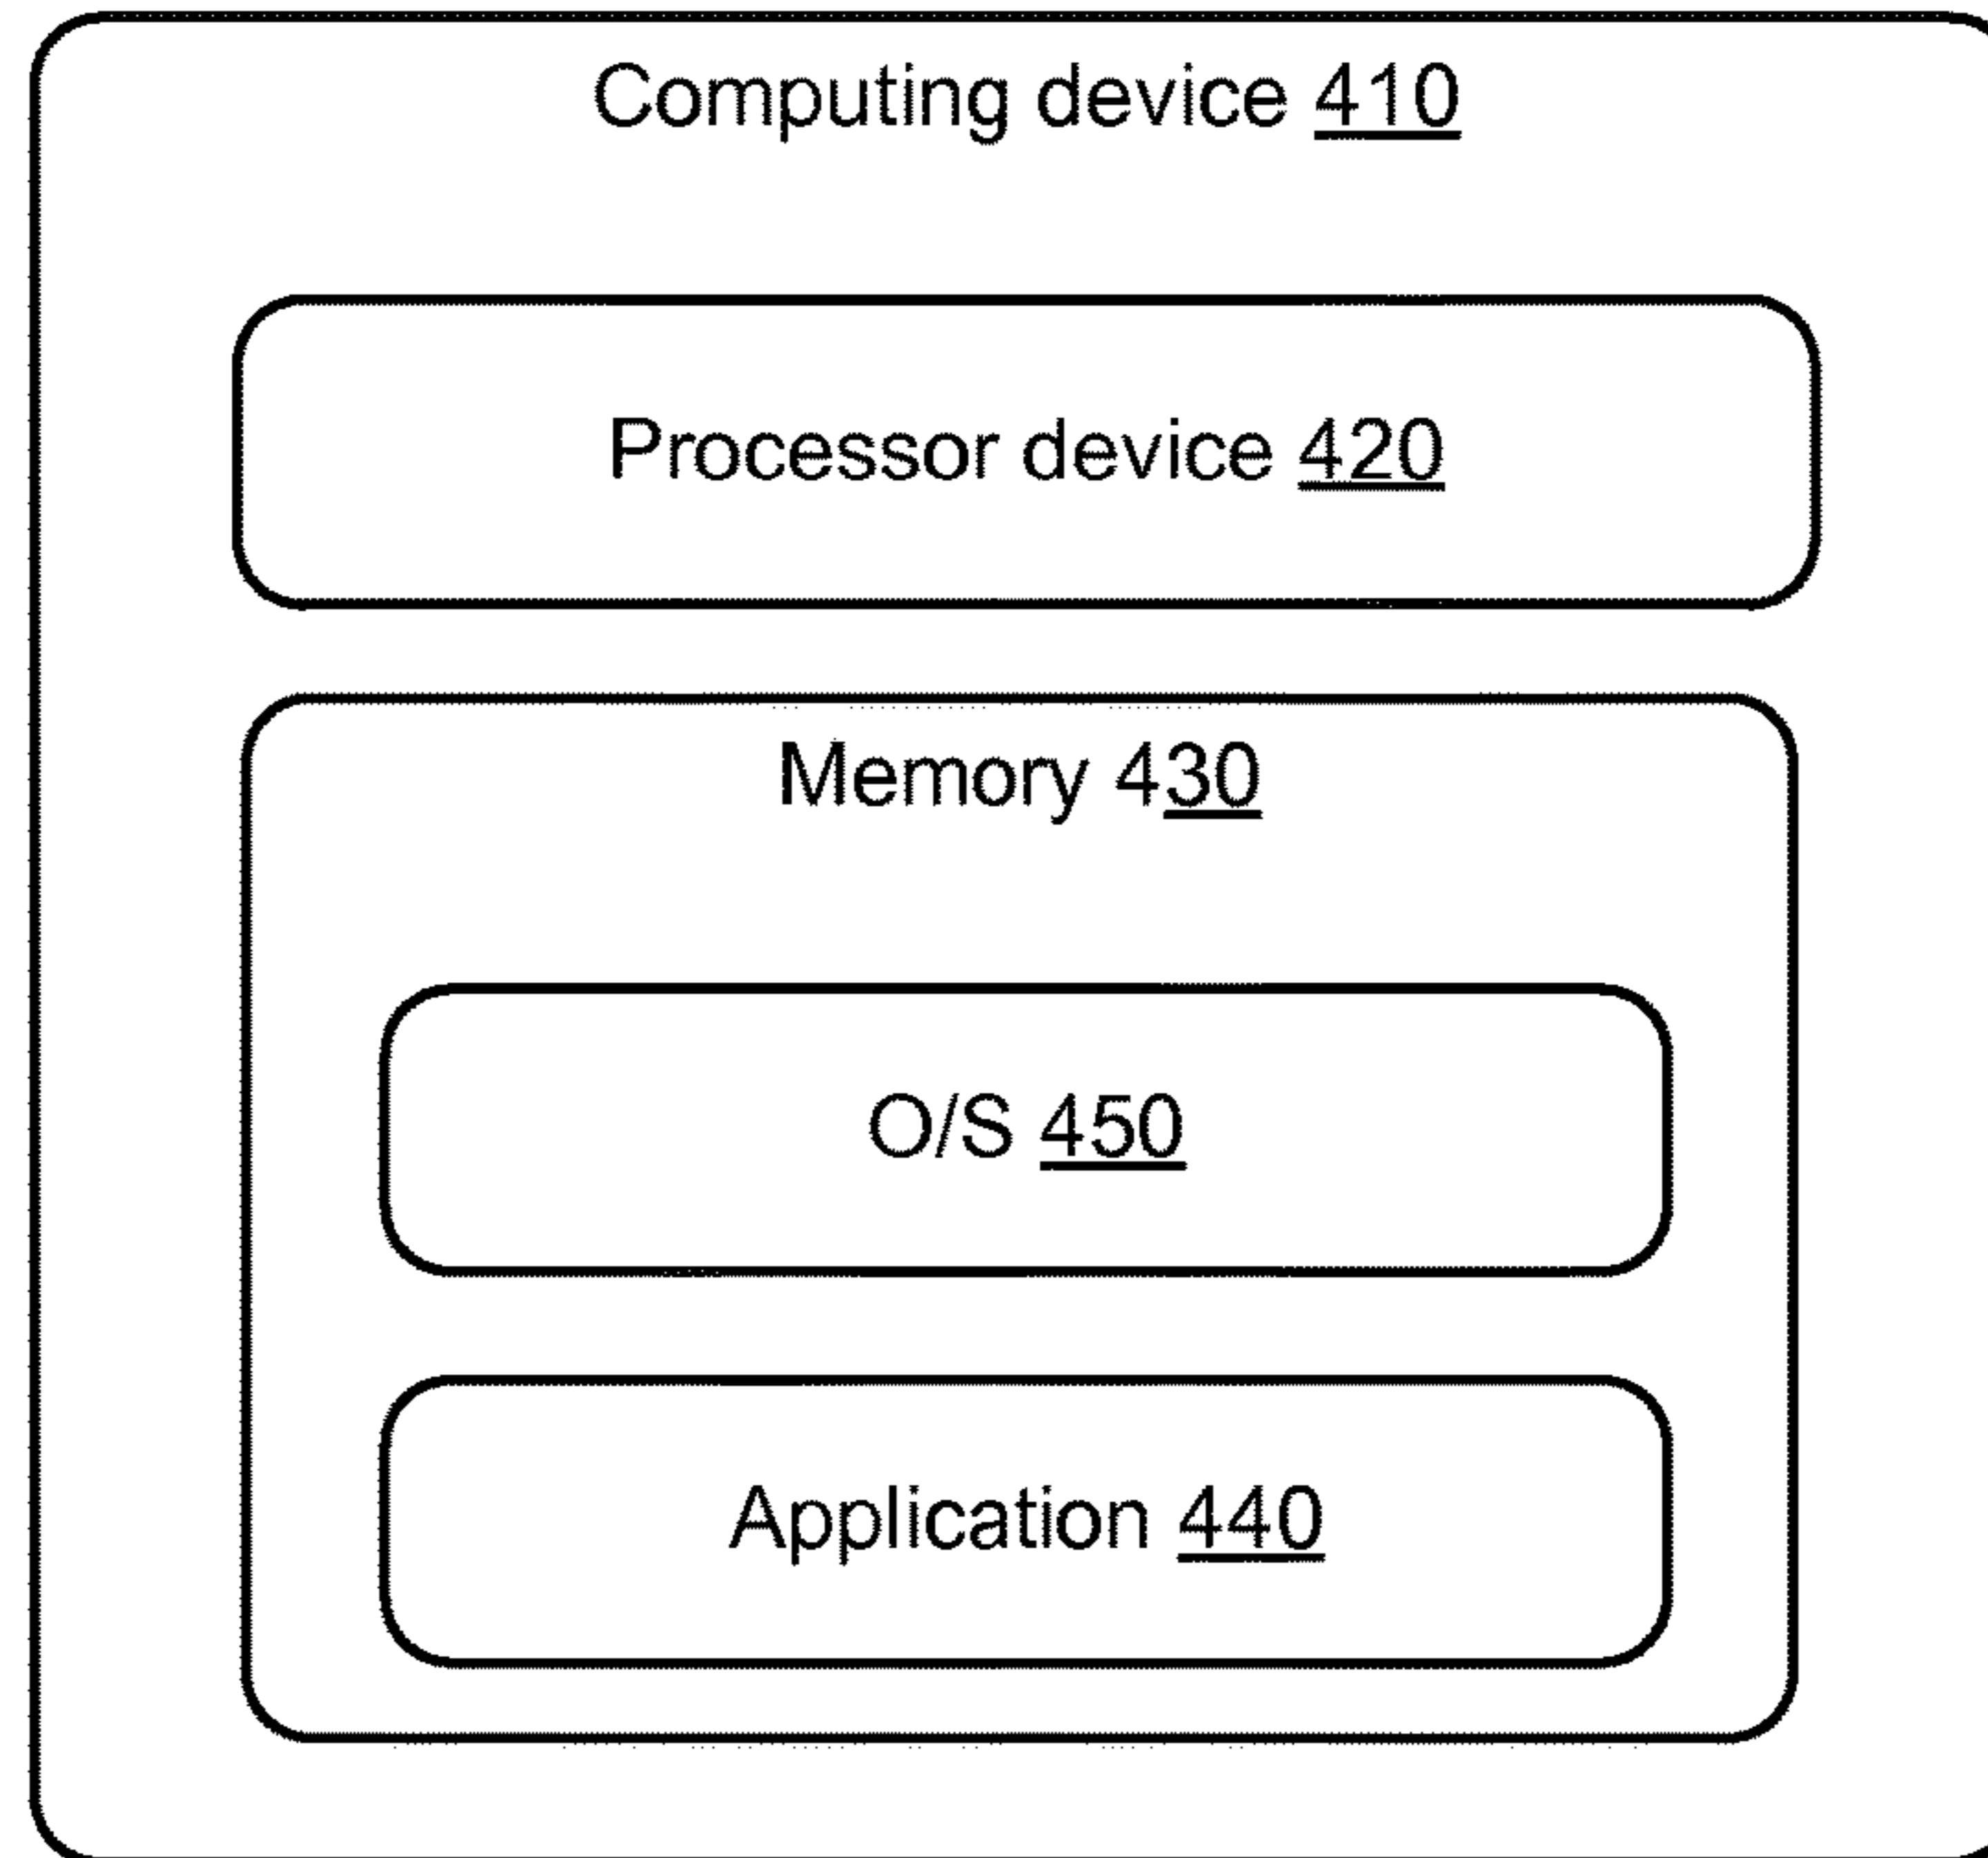 Computing device 410
Processor device 420
Memory 430
O/S 450
Application 440